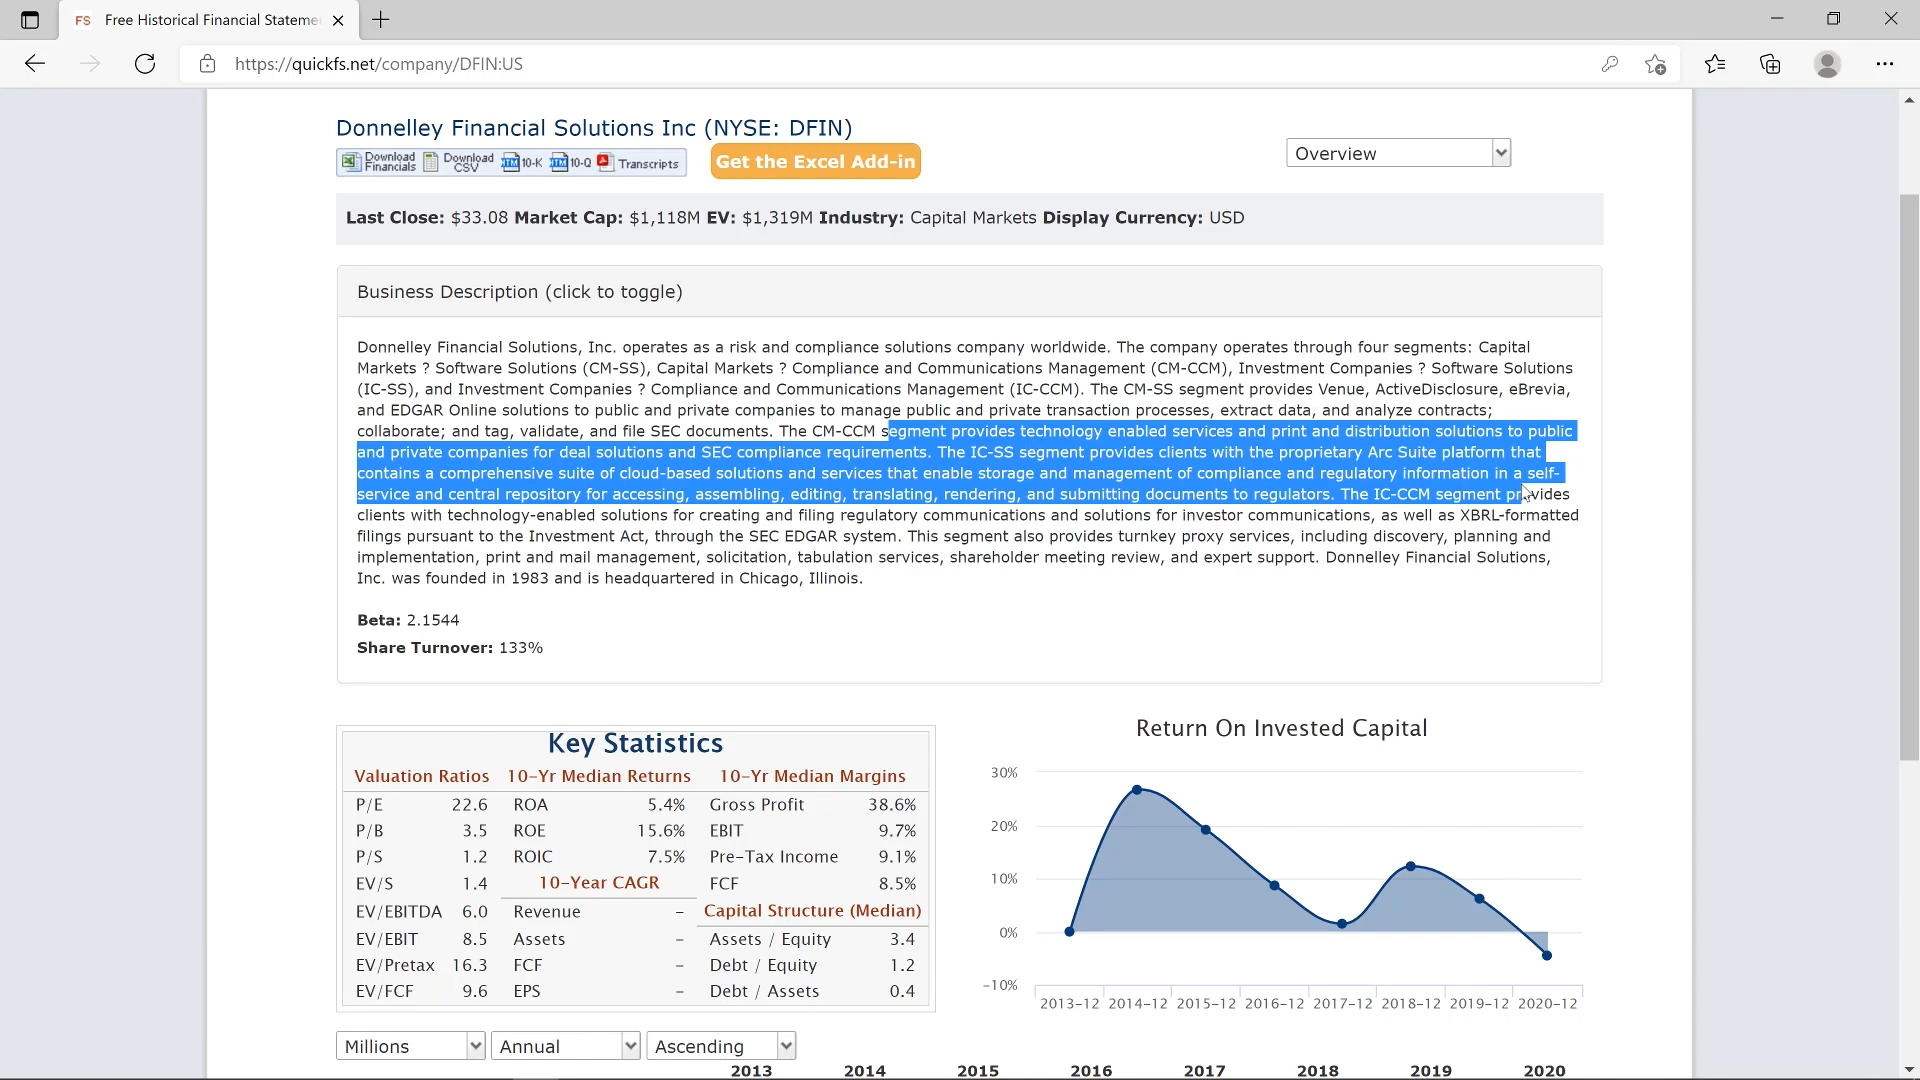 FS Free Historical Financial Stateme
https://quickfs.net/company/DFIN:US
Donnelley Financial Solutions Inc (NYSE: DFIN)
Download Financials Download CSV 10-K 10-Q Transcripts
Get the Excel Add-in
Overview
Last Close: $33.08 Market Cap: $1,118M EV: $1,319M Industry: Capital Markets Display Currency: USD
Business Description (click to toggle)
Donnelley Financial Solutions, Inc. operates as a risk and compliance solutions company worldwide. The company operates through four segments: Capital
Markets ? Software Solutions (CM-SS), Capital Markets ? Compliance and Communications Management (CM-CCM), Investment Companies ? Software Solutions
(IC-SS), and Investment Companies ? Compliance and Communications Management (IC-CCM). The CM-SS segment provides Venue, ActiveDisclosure, eBrevia,
and EDGAR Online solutions to public and private companies to manage public and private transaction processes, extract data, and analyze contracts;
collaborate; and tag, validate, and file SEC documents. The CM-CCM segment provides technology enabled services and print and distribution solutions to public
and private companies for deal solutions and SEC compliance requirements. The IC-SS segment provides clients with the proprietary Arc Suite platform that
contains a comprehensive suite of cloud-based solutions and services that enable storage and management of compliance and regulatory information in a self-
service and central repository for accessing, assembling, editing, translating, rendering, and submitting documents to regulators. The IC-CCM segment provides
clients with technology-enabled solutions for creating and filing regulatory communications and solutions for investor communications, as well as XBRL-formatted
filings pursuant to the Investment Act, through the SEC EDGAR system. This segment also provides turnkey proxy services, including discovery, planning and
implementation, print and mail management, solicitation, tabulation services, shareholder meeting review, and expert support. Donnelley Financial Solutions,
Inc. was founded in 1983 and is headquartered in Chicago, Illinois.
Beta: 2.1544
Share Turnover: 133%
Key Statistics
Valuation Ratios 10-Yr Median Returns 10-Yr Median Margins
P/E 22.6 ROA 5.4% Gross Profit 38.6%
P/B 3.5 ROE 15.6% EBIT 9.7%
P/S 1.2 ROIC 7.5% Pre-Tax Income 9.1%
EV/S 1.4 10-Year CAGR FCF 8.5%
EV/EBITDA 6.0 Revenue – Capital Structure (Median)
EV/EBIT 8.5 Assets – Assets / Equity 3.4
EV/Pretax 16.3 FCF – Debt / Equity 1.2
EV/FCF 9.6 EPS – Debt / Assets 0.4
Return On Invested Capital
30%
20%
10%
0%
-10%
2013-12 2014-12 2015-12 2016-12 2017-12 2018-12 2019-12 2020-12
Millions Annual Ascending
2013 2014 2015 2016 2017 2018 2019 2020